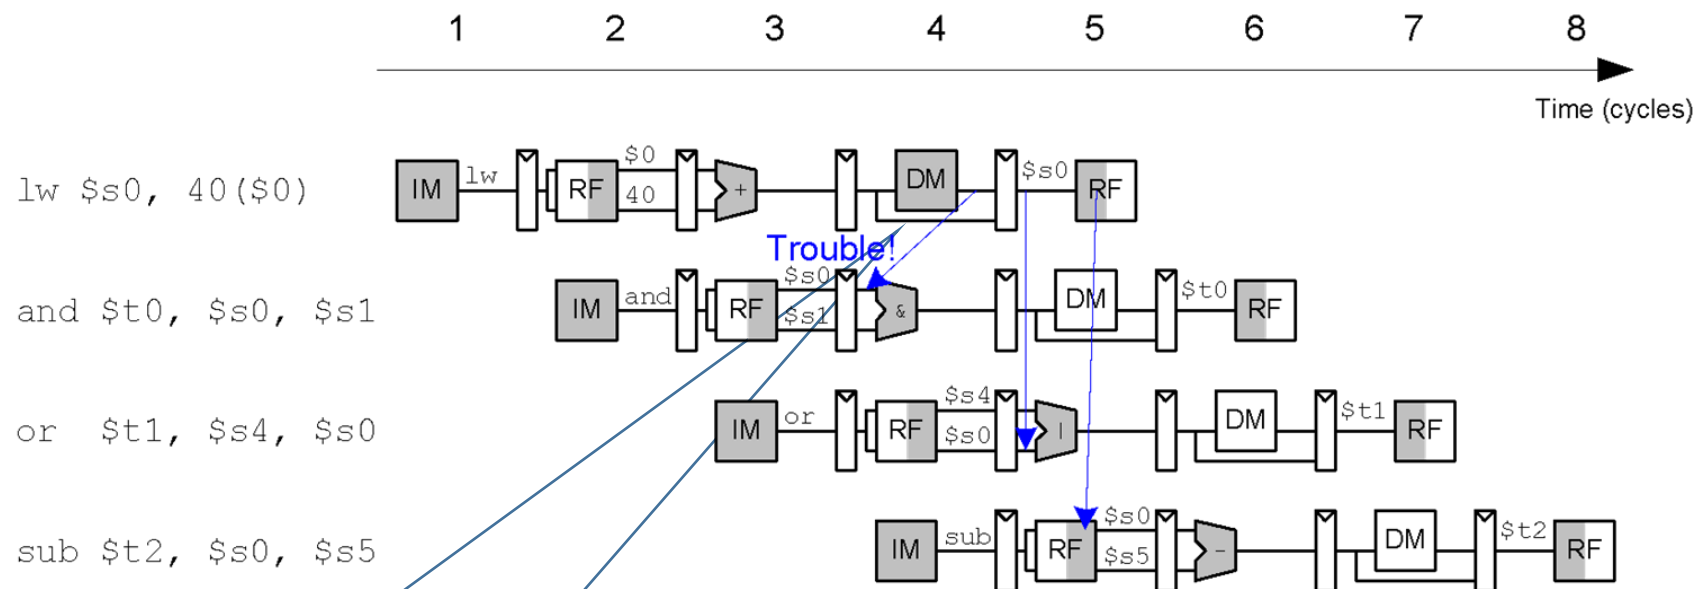 1 2 3 4 5 6 7 8
Time (cycles)
lw $s0, 40($0) IM lw RF $0 40 + DM $s0 RF
Trouble!
and $t0, $s0, $s1 IM and RF $s0 $s1 & DM $t0 RF
or $t1, $s4, $s0 IM or RF $s4 $s0 | DM $t1 RF
sub $t2, $s0, $s5 IM sub RF $s0 $s5 - DM $t2 RF